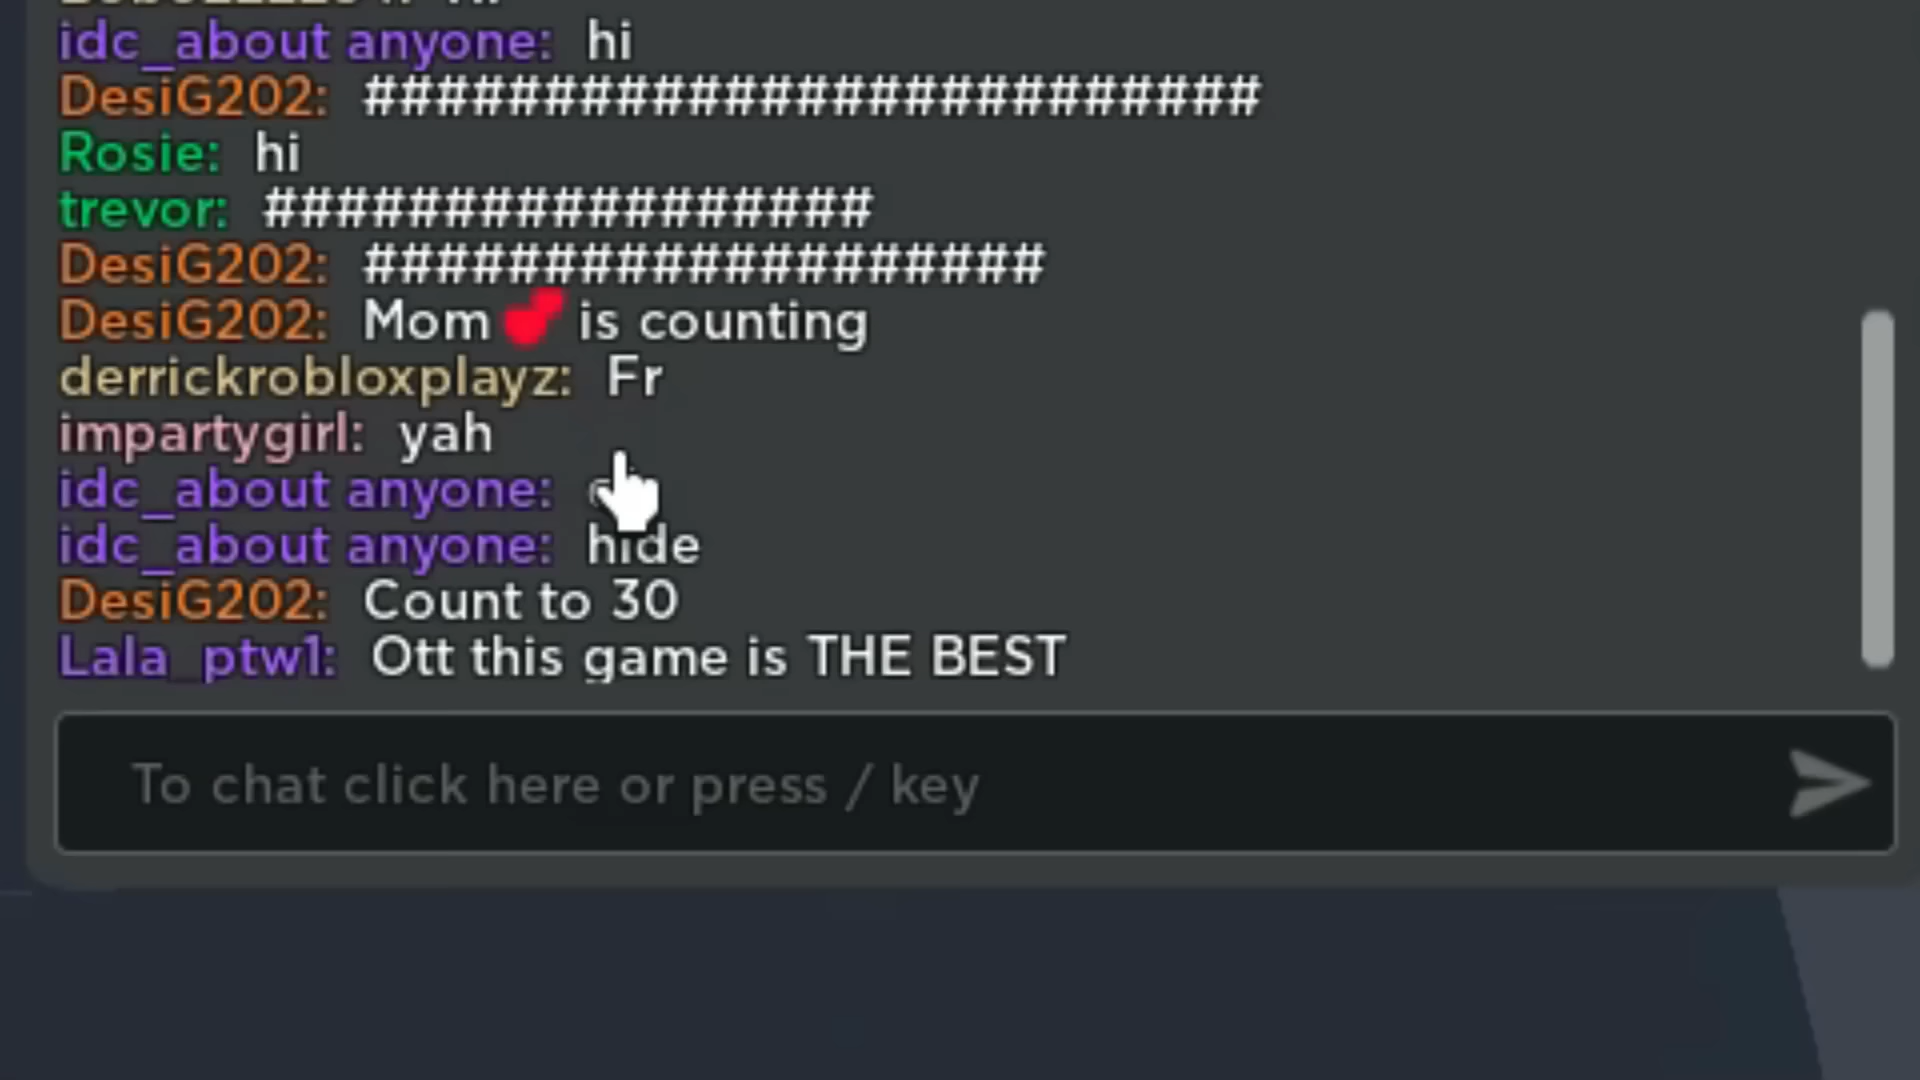 idc_about anyone: hi
DesiG202: #########################
Rosie: hi
trevor: #################
DesiG202: ###################
DesiG202: Mom 💕 is counting
derrickrobloxplayz: Fr
impartygirl: yah
idc_about anyone:
idc_about anyone: hide
DesiG202: Count to 30
Lala_ptw1: Ott this game is THE BEST
To chat click here or press / key